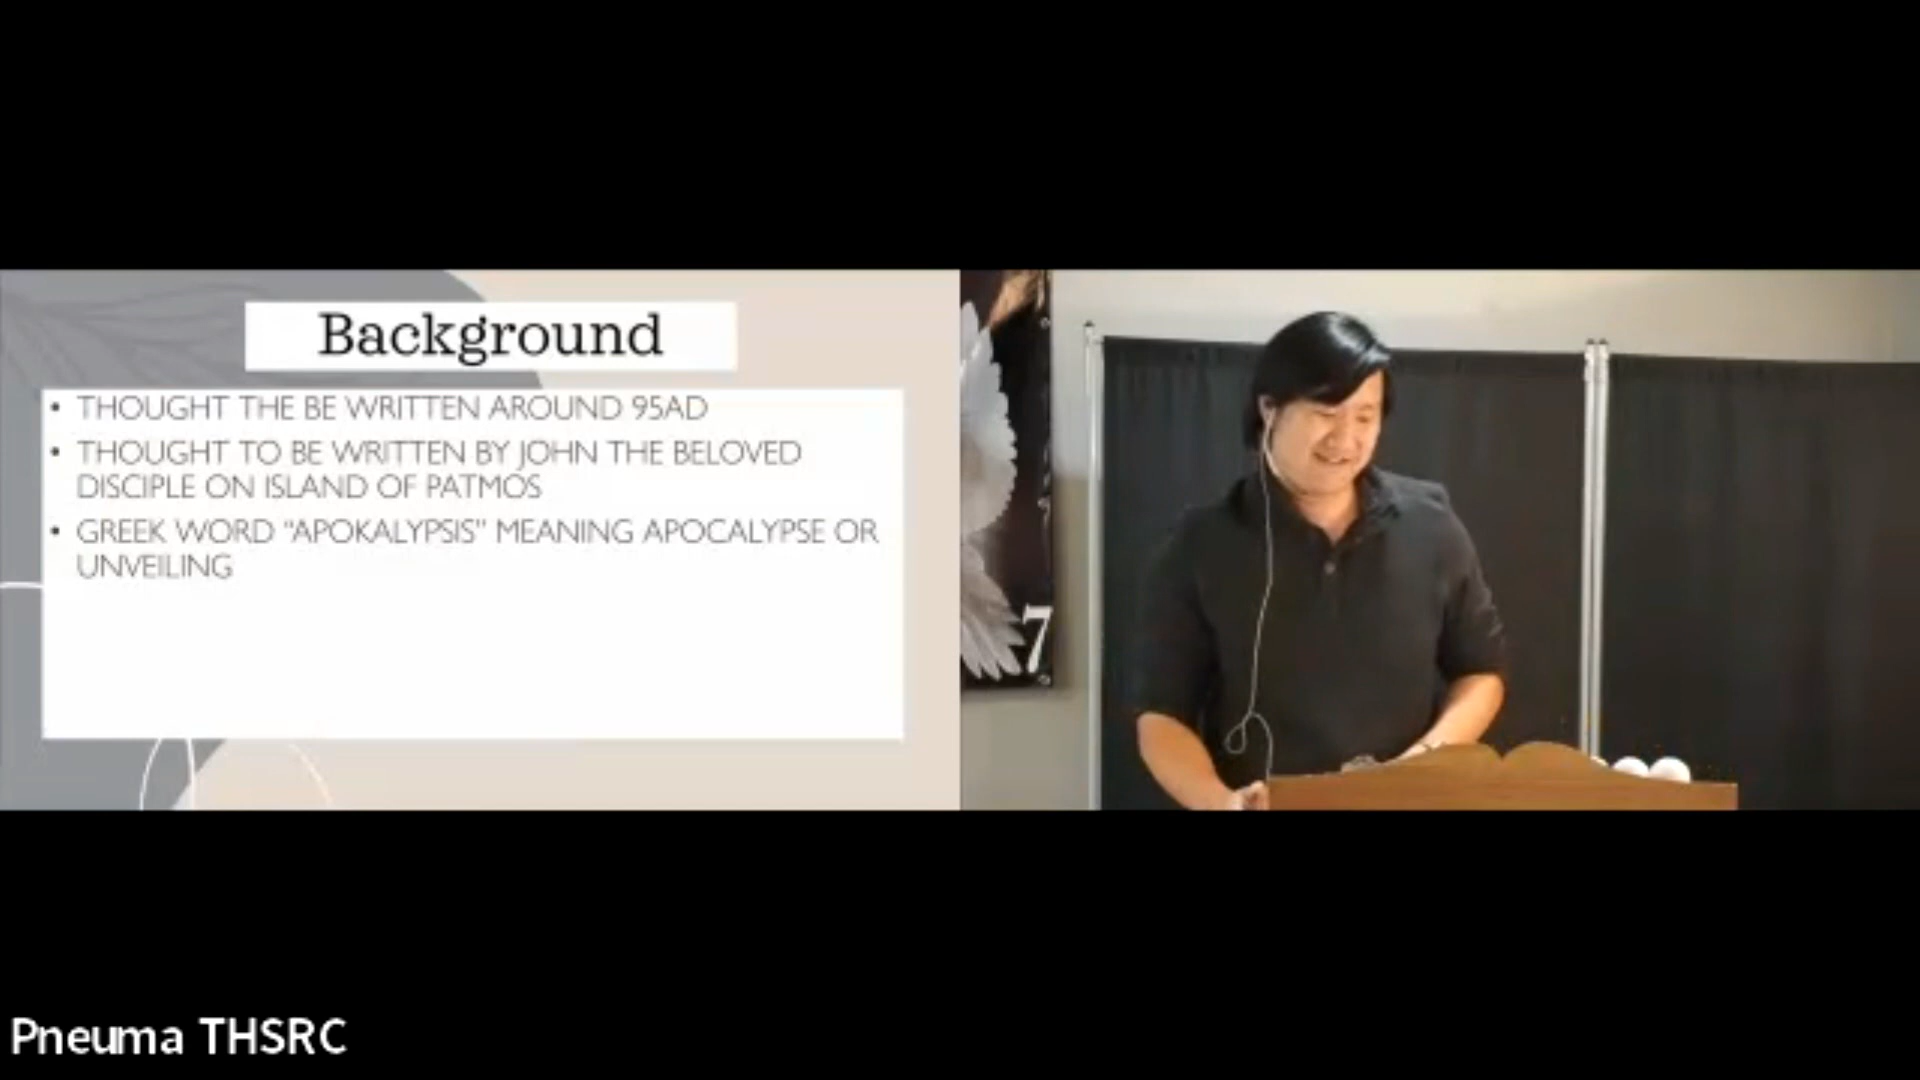 Background
• THOUGHT THE BE WRITTEN AROUND 95AD
• THOUGHT TO BE WRITTEN BY JOHN THE BELOVED
DISCIPLE ON ISLAND OF PATMOS
• GREEK WORD “APOKALYPSIS” MEANING APOCALYPSE OR
UNVEILING
7
Pneuma THSRC